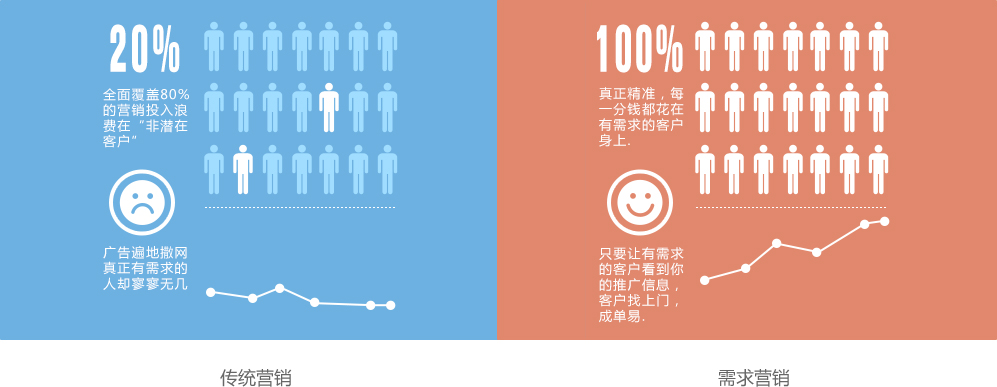 20%
全面覆盖80%
的营销投入浪
费在“非潜在
客户”
广告遍地撒网
真正有需求的
人却寥寥无几
传统营销
100%
真正精准，每
一分钱都花在
有需求的客户
身上.
只要让有需求
的客户看到你
的推广信息，
客户找上门，
成单易.
需求营销